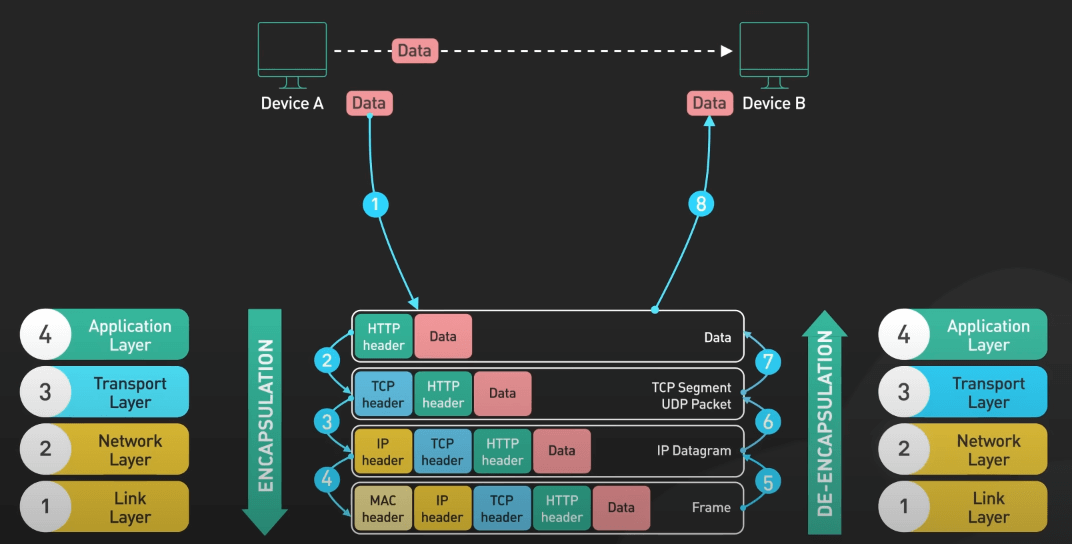 Data
Device A
Data
Data
Device B
1
8
4
Application
Layer
3
Transport
Layer
2
Network
Layer
1
Link
Layer
ENCAPSULATION
HTTP
header
Data
Data
2
7
TCP
header
HTTP
header
Data
TCP Segment
UDP Packet
3
6
IP
header
TCP
header
HTTP
header
Data
IP Datagram
4
5
MAC
header
IP
header
TCP
header
HTTP
header
Data
Frame
DE-ENCAPSULATION
4
Application
Layer
3
Transport
Layer
2
Network
Layer
1
Link
Layer